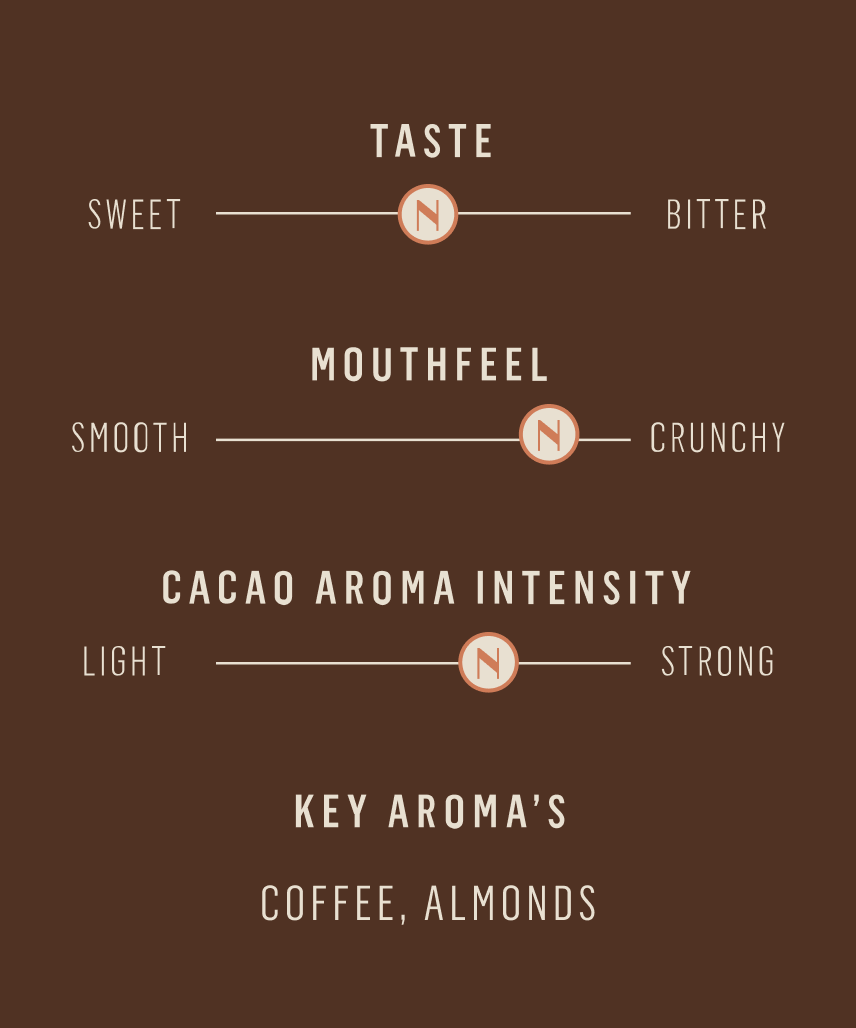 TASTE
SWEET N BITTER
MOUTHFEEL
SMOOTH N CRUNCHY
CACAO AROMA INTENSITY
LIGHT N STRONG
KEY AROMA’S
COFFEE, ALMONDS